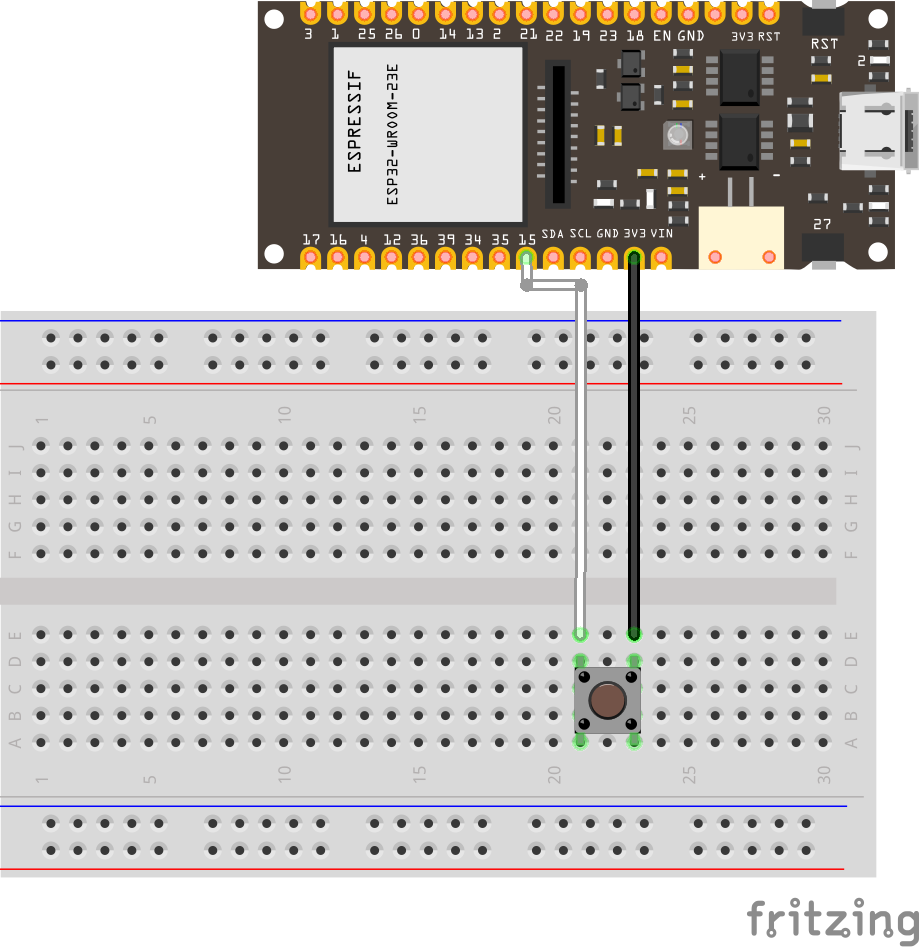 3 1 25 26 0 14 13 2 21 22 19 23 18 EN GND 3V3 RST
RST
2
ESPRESSIF
ESP32-WROOM-23E
+ -
27
17 16 4 12 36 39 34 35 15 SDA SCL GND 3V3 VIN
1 5 10 15 20 25 30
J J
I I
H H
G G
F F
E E
D D
C C
B B
A A
1 5 10 15 20 25 30
fritzing